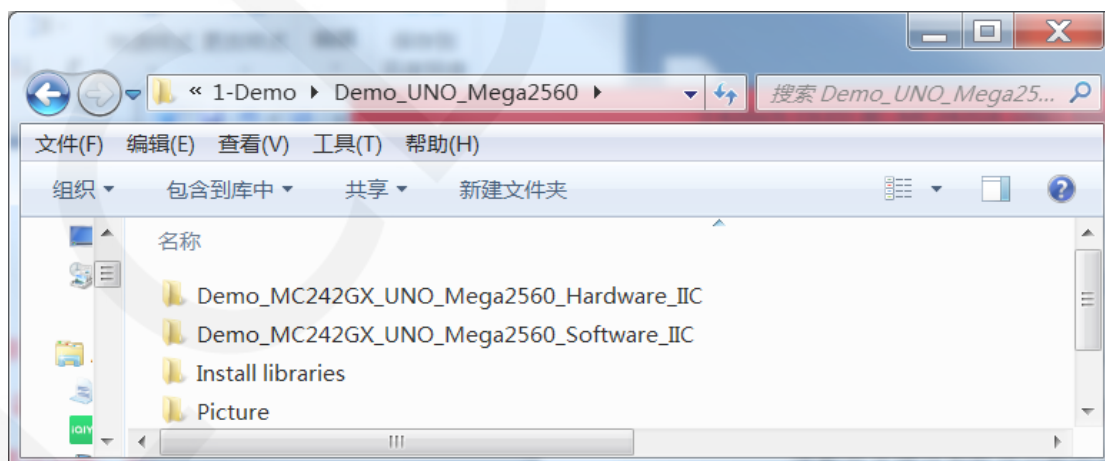 « 1-Demo ▸ Demo_UNO_Mega2560 ▸ 搜索 Demo_UNO_Mega25...
文件(F) 编辑(E) 查看(V) 工具(T) 帮助(H)
组织 包含到库中 共享 新建文件夹
名称
Demo_MC242GX_UNO_Mega2560_Hardware_IIC
Demo_MC242GX_UNO_Mega2560_Software_IIC
Install libraries
Picture